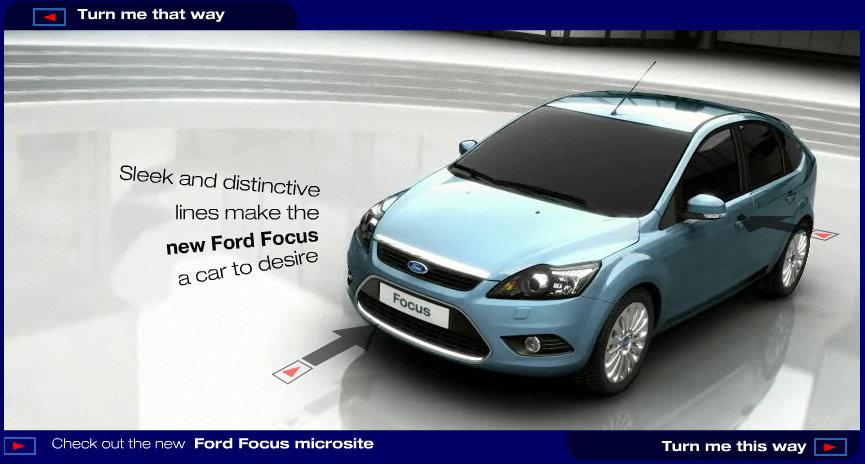 Turn me that way
Sleek and distinctive
lines make the
new Ford Focus
a car to desire
Ford
Focus
Check out the new Ford Focus microsite
Turn me this way